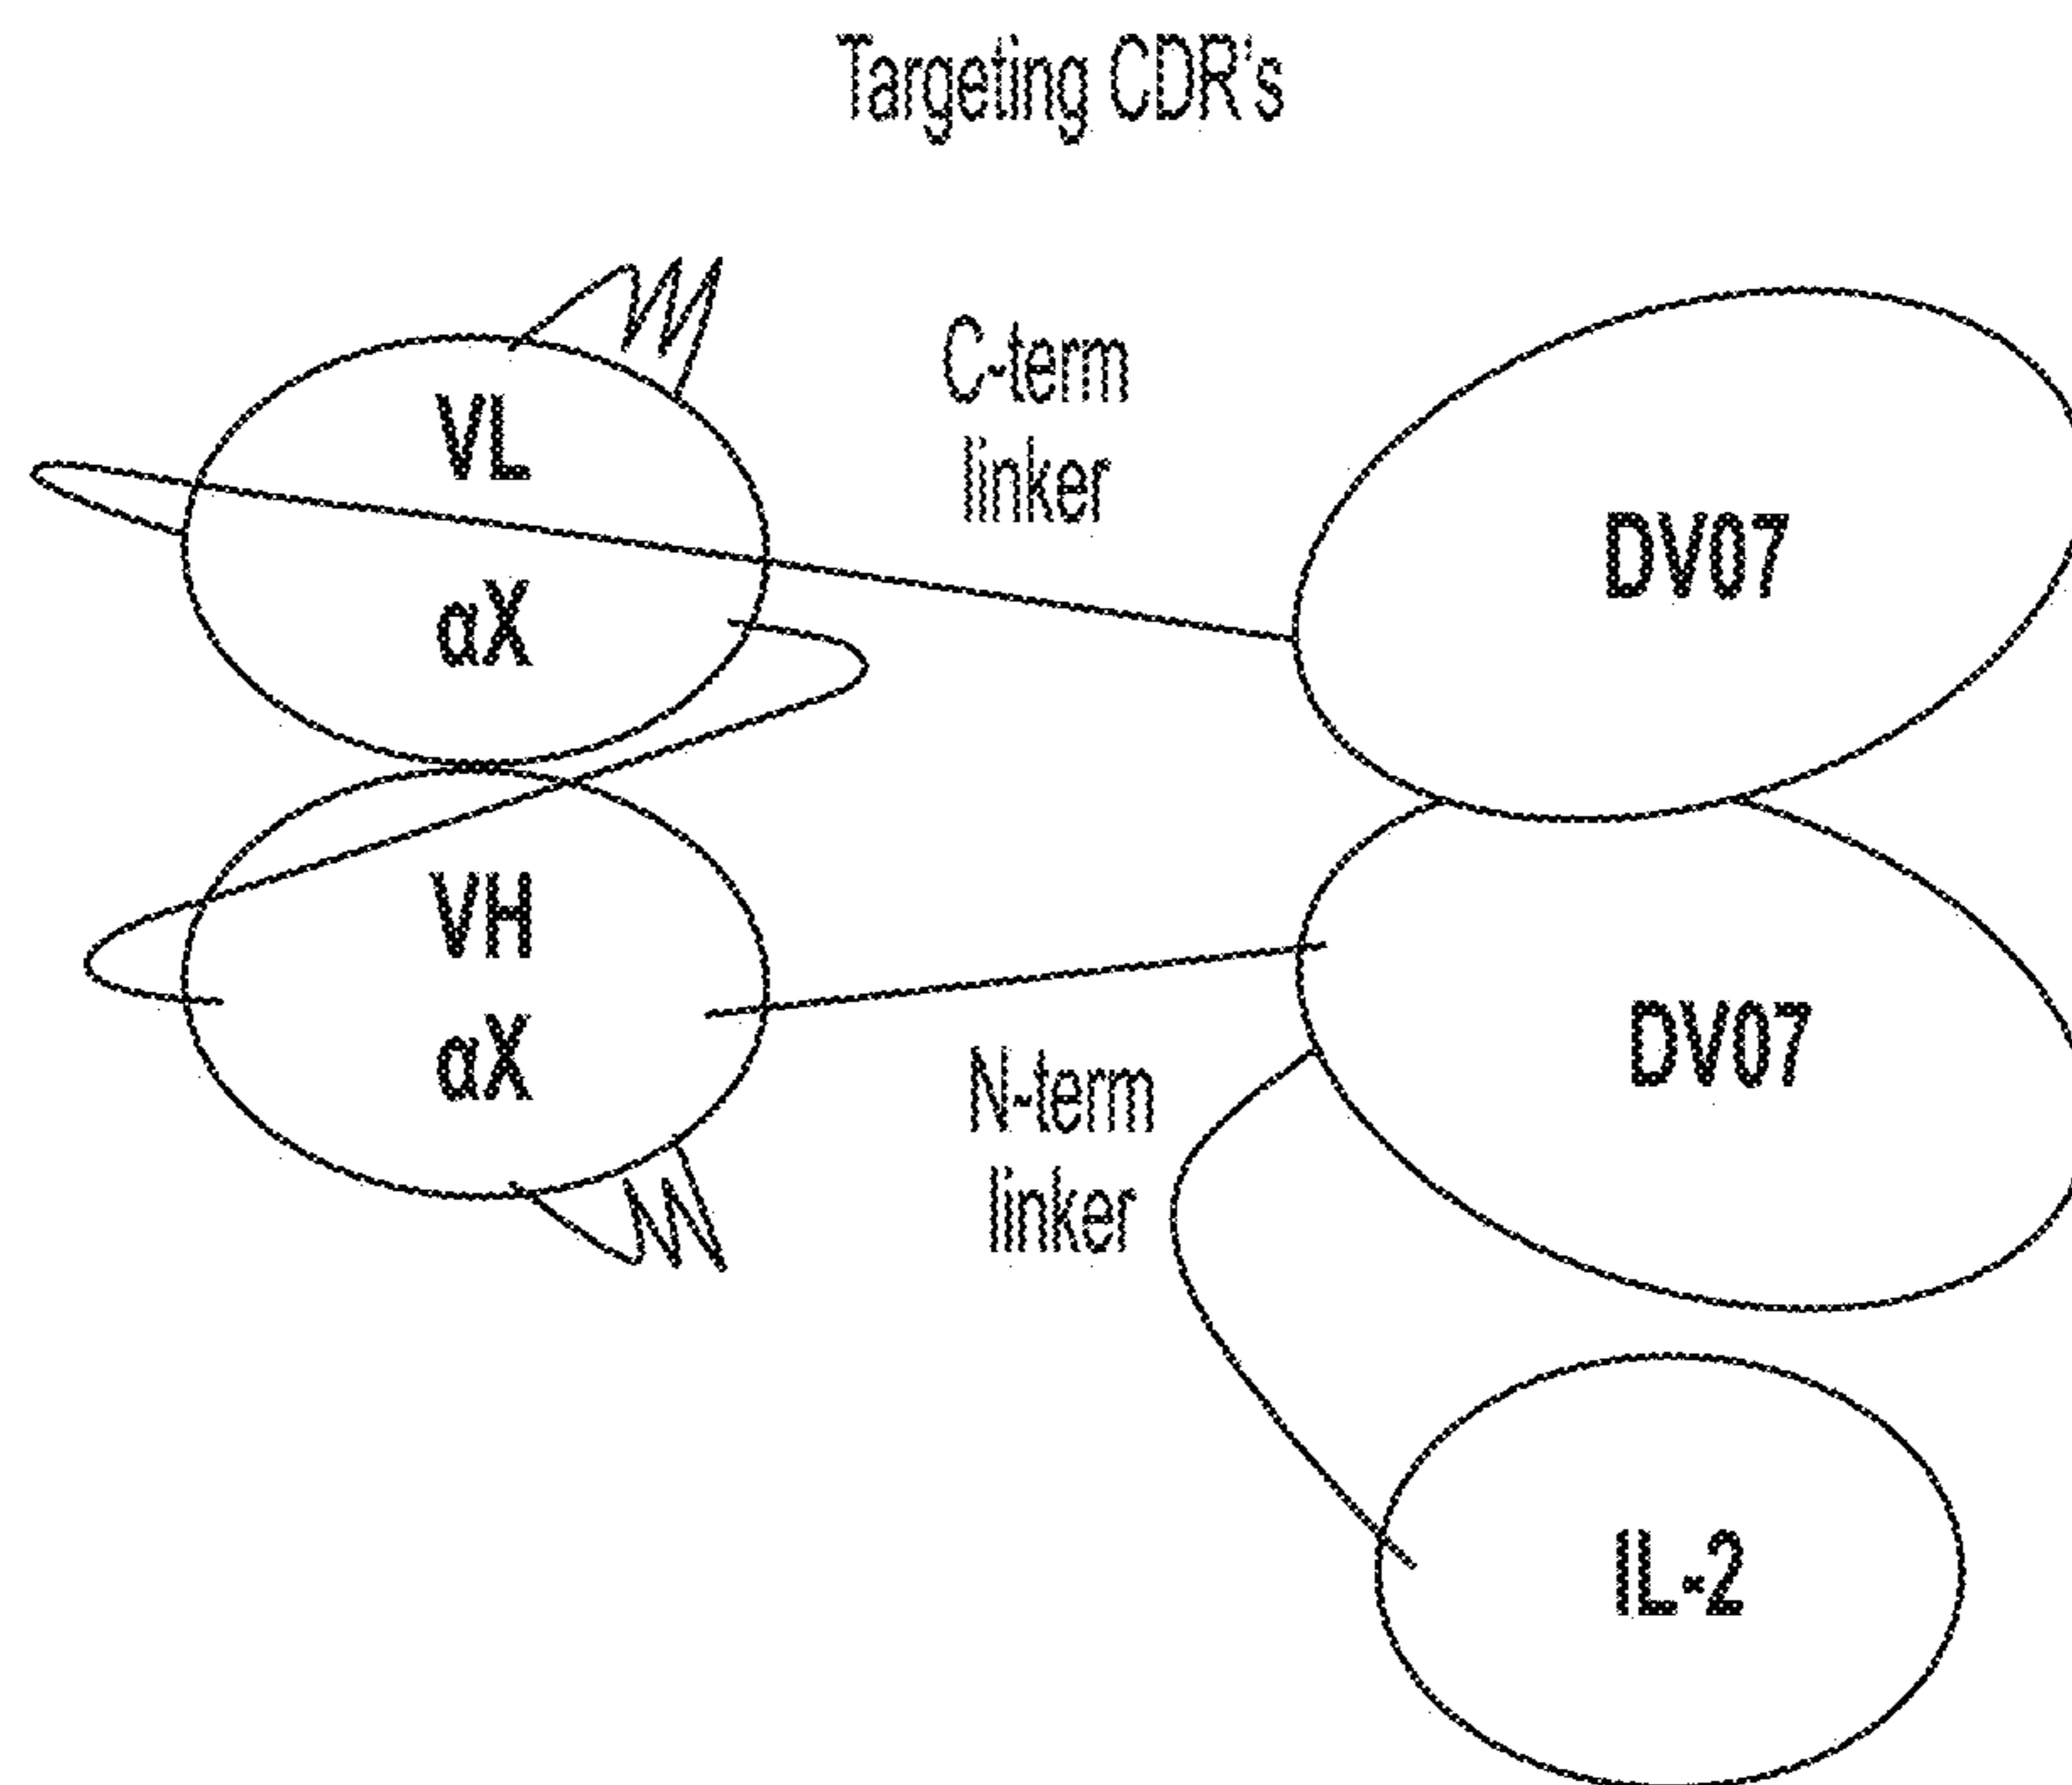 Targeting CDR's
C-term
linker
VL
αX
DV07
VH
αX
N-term
linker
DV07
IL-2